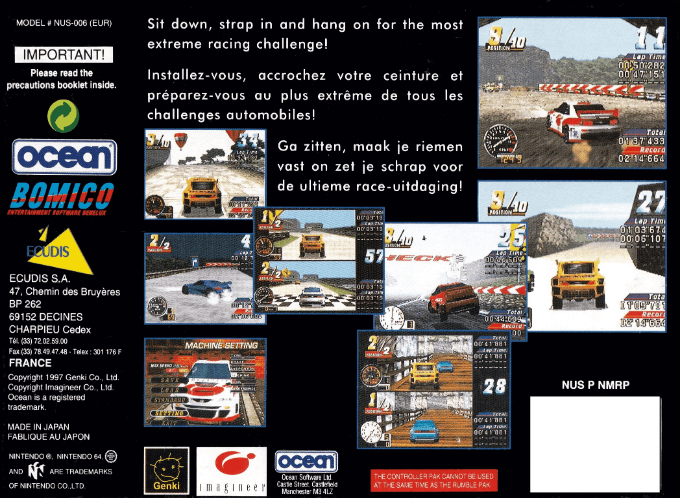 MODEL # NUS-006 (EUR)
IMPORTANT!
Please read the
precautions booklet inside.
ocean
BOMICO
ENTERTAINMENT SOFTWARE BENELUX
ECUDIS
ECUDIS S.A.
47, Chemin des Bruyères
BP 262
69152 DECINES
CHARPIEU Cedex
Tél. (33) 72.02.59.00
Fax (33) 78.49.47.48 - Telex : 301 176 F
FRANCE
Copyright 1997 Genki Co., Ltd.
Copyright Imagineer Co., Ltd.
Ocean is a registered
trademark.
MADE IN JAPAN
FABLIQUE AU JAPON
NINTENDO ®, NINTENDO 64,
AND ARE TRADEMARKS
OF NINTENDO CO.,LTD.
Sit down, strap in and hang on for the most
extreme racing challenge!
Installez-vous, accrochez votre ceinture et
préparez-vous au plus extrême de tous les
challenges automobiles!
Ga zitten, maak je riemen
vast on zet je schrap voor
de ultieme race-uitdaging!
3/10
POSITION
11
Lap Time
00'50"282
00'47"151
Total
01'37"433
Record
02'14"664
27
Lap Time
01'03"674
POSITION
Total
Record
4
2/2
57
25
MACHINE SETTING
SETTING
2/2
28
00'41"881
NUS P NMRP
Genki
imagineer
ocean
Ocean Software Ltd
Castle Street, Castlefield
Manchester M3 4LZ
THE CONTROLLER PAK CANNOT BE USED
AT THE SAME TIME AS THE RUMBLE PAK